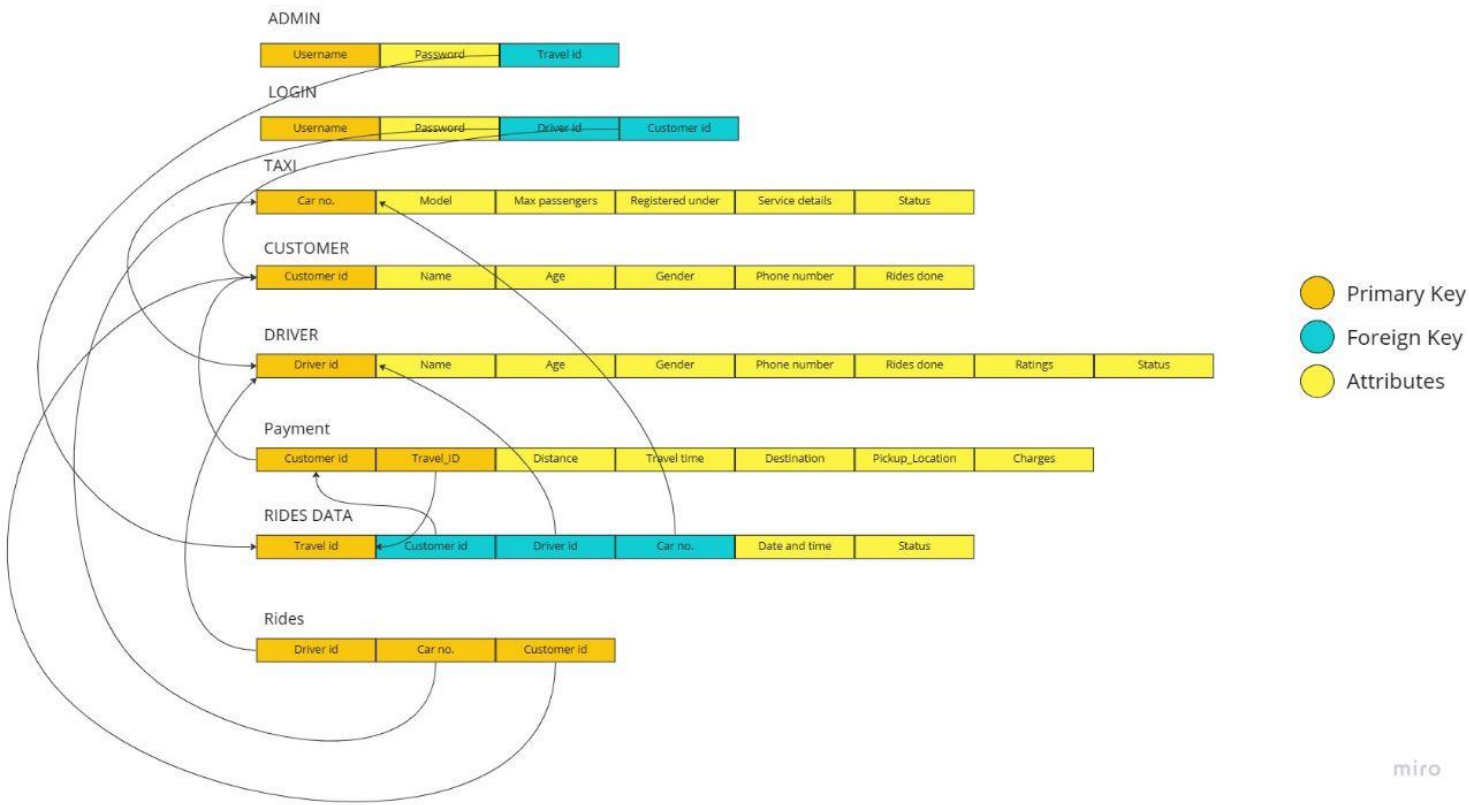 ADMIN
Username Password Travel id
LOGIN
Username Password Driver id Customer id
TAXI
Car no. Model Max passengers Registered under Service details Status
CUSTOMER
Customer id Name Age Gender Phone number Rides done
DRIVER
Driver id Name Age Gender Phone number Rides done Ratings Status
Payment
Customer id Travel_ID Distance Travel time Destination Pickup_Location Charges
RIDES DATA
Travel id Customer id Driver id Car no. Date and time Status
Rides
Driver id Car no. Customer id
Primary Key
Foreign Key
Attributes
miro